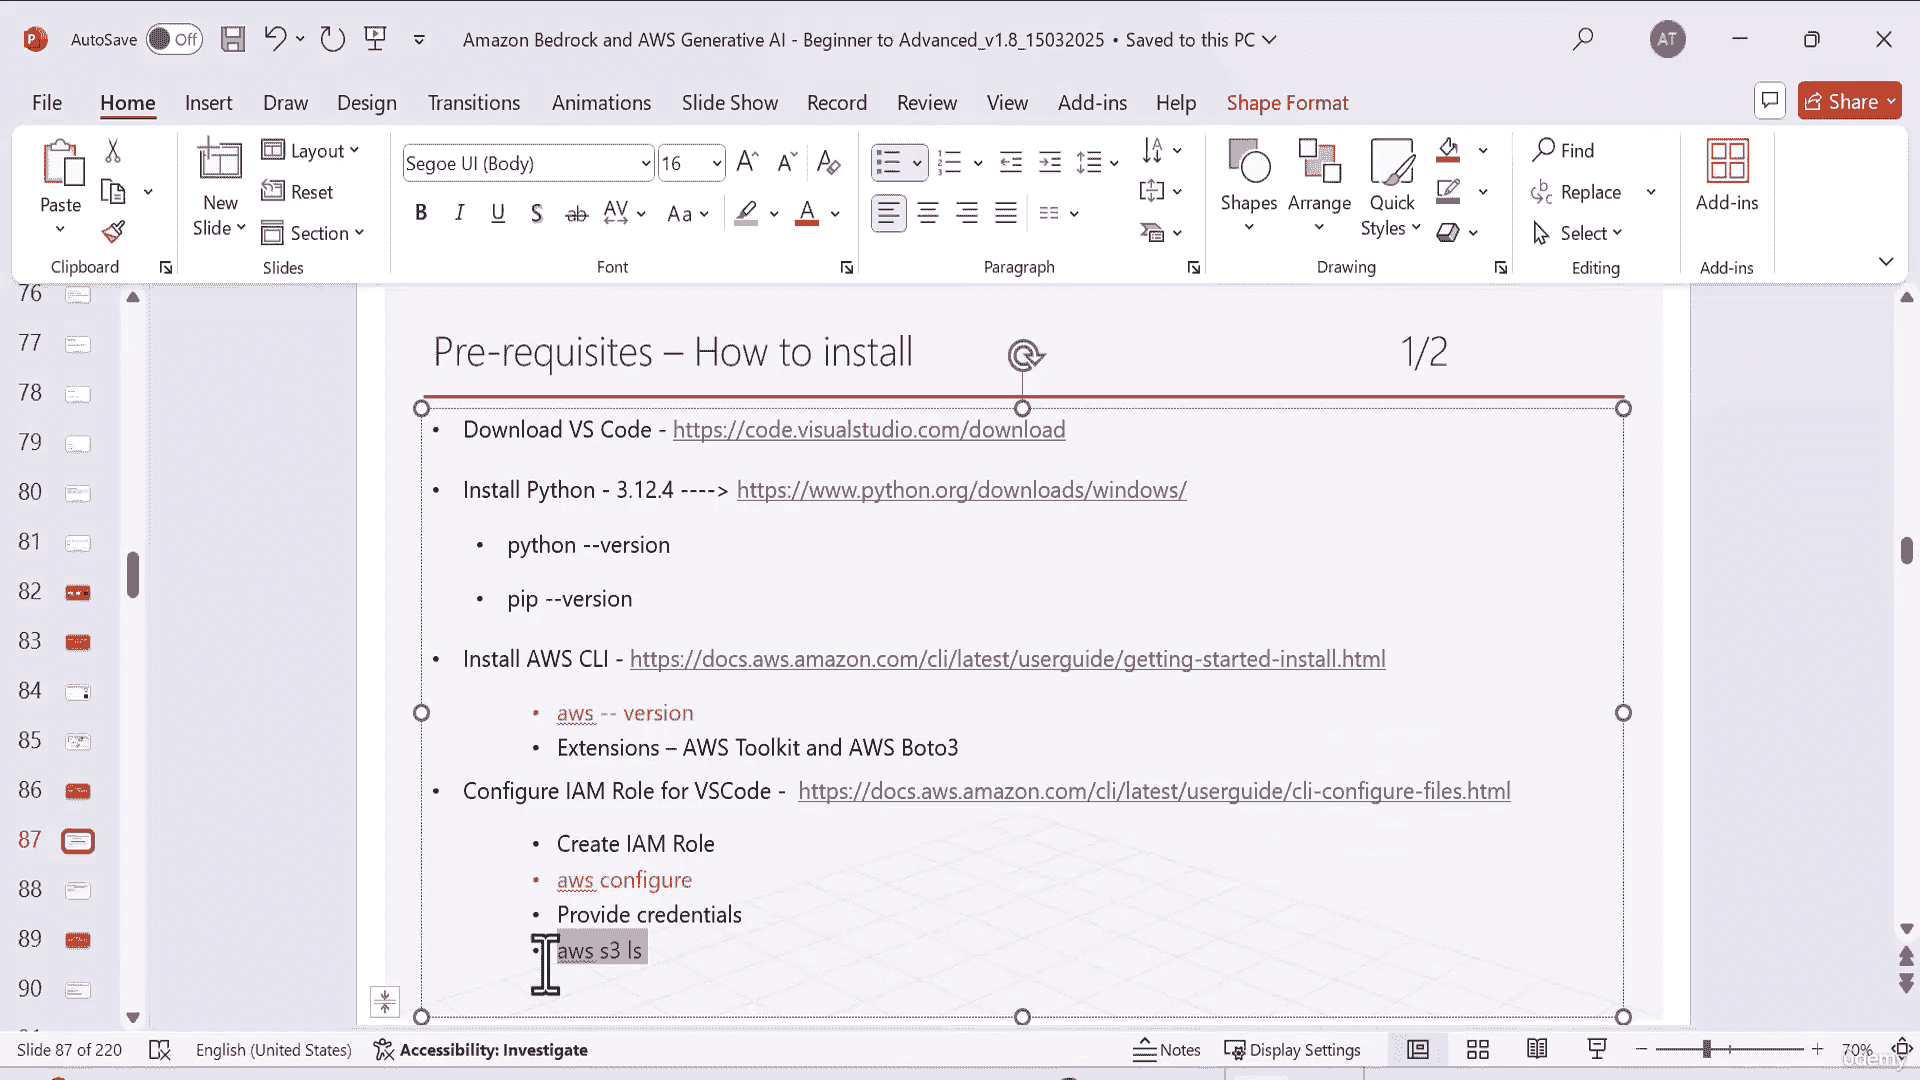 AutoSave Off Amazon Bedrock and AWS Generative AI - Beginner to Advanced_v1.8_15032025 • Saved to this PC AT
File Home Insert Draw Design Transitions Animations Slide Show Record Review View Add-ins Help Shape Format Share
Paste
Clipboard
New
Slide
Layout
Reset
Section
Slides
Segoe UI (Body) 16
Font
Paragraph
Shapes Arrange Quick
Styles
Drawing
Find
Replace
Select
Editing
Add-ins
Add-ins
76
77
78
79
80
81
82
83
84
85
86
87
88
89
90
Pre-requisites – How to install 1/2
• Download VS Code - https://code.visualstudio.com/download
• Install Python - 3.12.4 ----> https://www.python.org/downloads/windows/
• python --version
• pip --version
• Install AWS CLI - https://docs.aws.amazon.com/cli/latest/userguide/getting-started-install.html
• aws -- version
• Extensions – AWS Toolkit and AWS Boto3
• Configure IAM Role for VSCode - https://docs.aws.amazon.com/cli/latest/userguide/cli-configure-files.html
• Create IAM Role
• aws configure
• Provide credentials
• aws s3 ls
Slide 87 of 220 English (United States) Accessibility: Investigate Notes Display Settings 70%
udemy